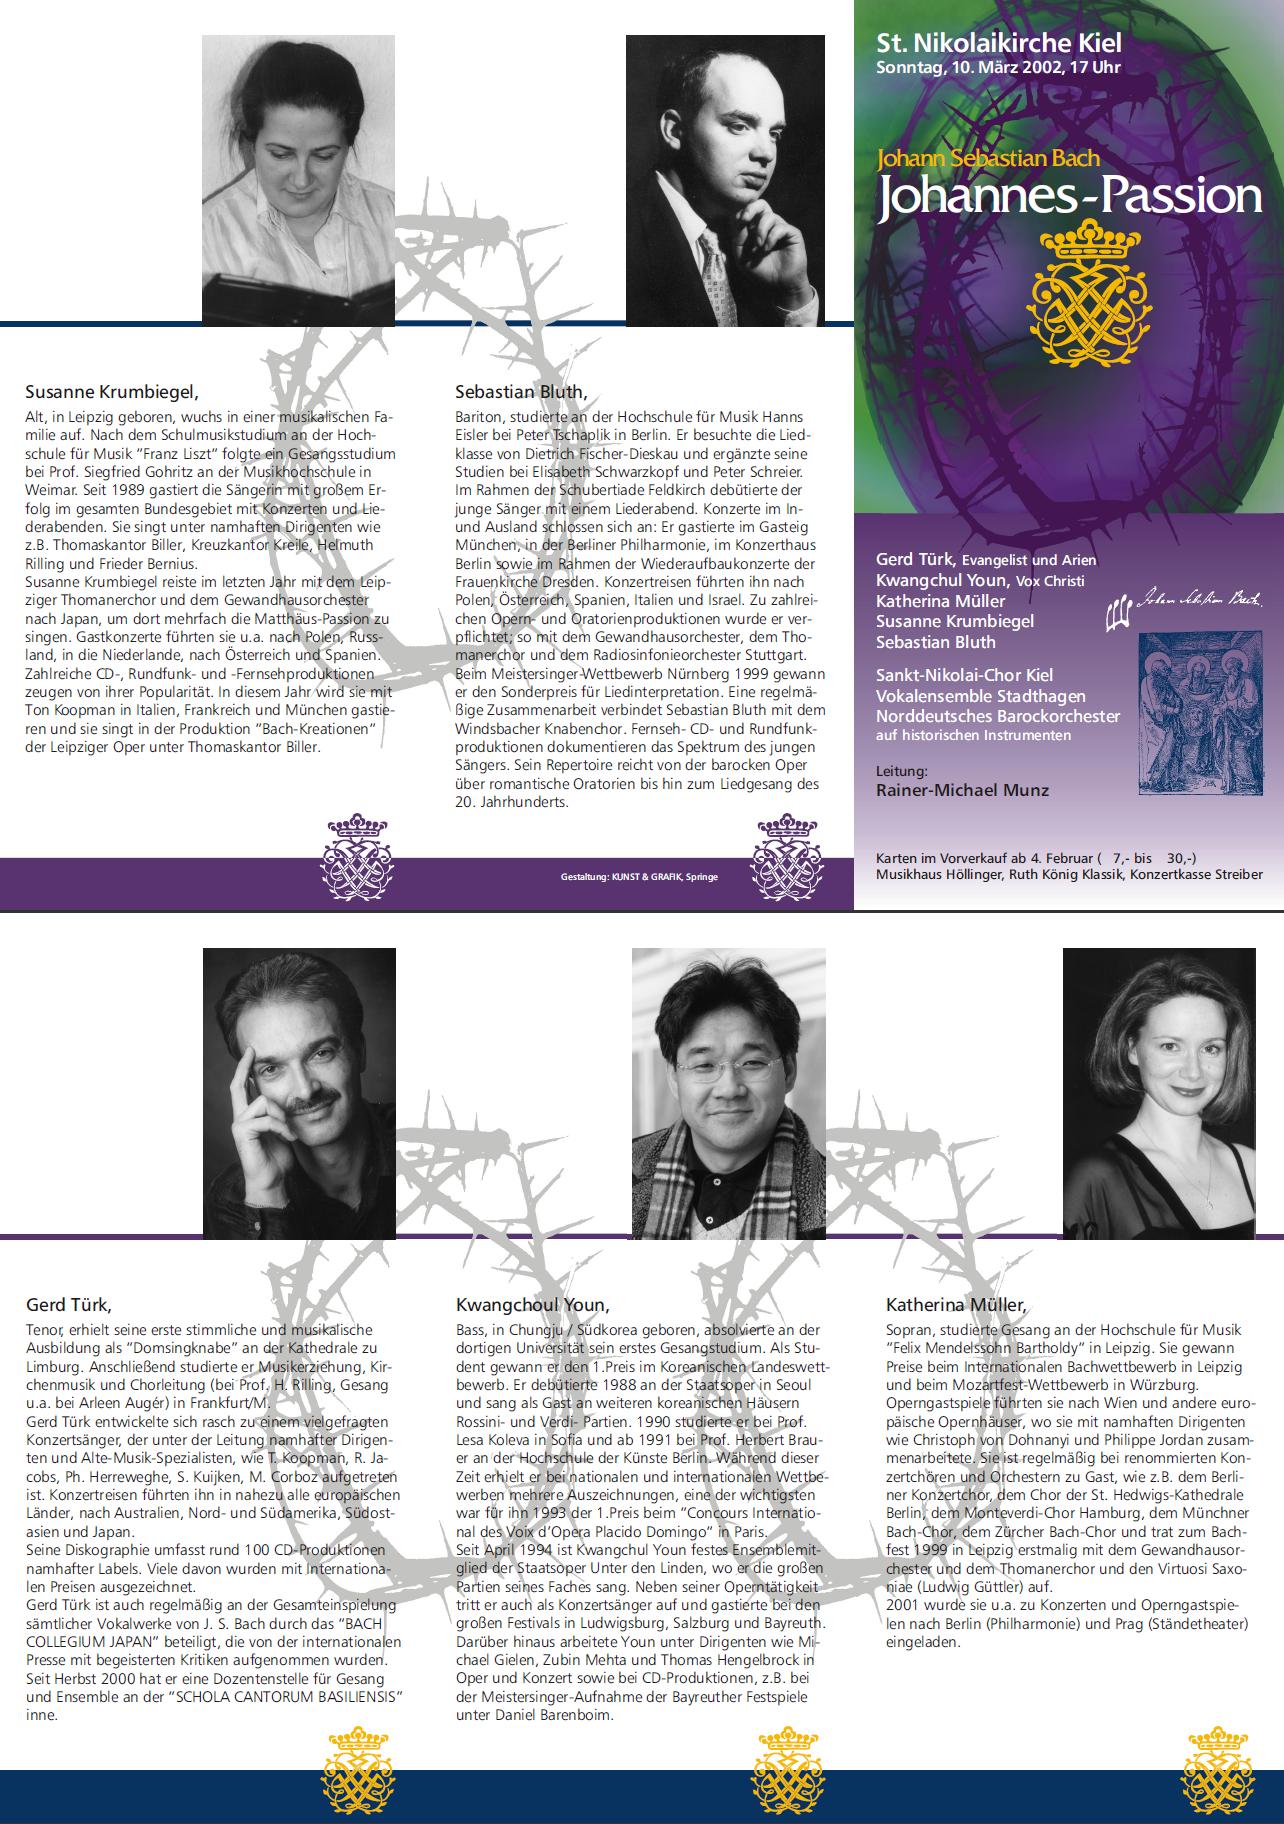 Susanne Krumbiegel,
Alt, in Leipzig geboren, wuchs in einer musikalischen Fa-
milie auf. Nach dem Schulmusikstudium an der Hoch-
schule für Musik “Franz Liszt” folgte ein Gesangsstudium
bei Prof. Siegfried Gohritz an der Musikhochschule in
Weimar. Seit 1989 gastiert die Sängerin mit großem Er-
folg im gesamten Bundesgebiet mit Konzerten und Lie-
derabenden. Sie singt unter namhaften Dirigenten wie
z.B. Thomaskantor Biller, Kreuzkantor Kreile, Helmuth
Rilling und Frieder Bernius.
Susanne Krumbiegel reiste im letzten Jahr mit dem Leip-
ziger Thomanerchor und dem Gewandhausorchester
nach Japan, um dort mehrfach die Matthäus-Passion zu
singen. Gastkonzerte führten sie u.a. nach Polen, Russ-
land, in die Niederlande, nach Österreich und Spanien.
Zahlreiche CD-, Rundfunk- und -Fernsehproduktionen
zeugen von ihrer Popularität. In diesem Jahr wird sie mit
Ton Koopman in Italien, Frankreich und München gastie-
ren und sie singt in der Produktion “Bach-Kreationen”
der Leipziger Oper unter Thomaskantor Biller.
Sebastian Bluth,
Bariton, studierte an der Hochschule für Musik Hanns
Eisler bei Peter Tschaplik in Berlin. Er besuchte die Lied-
klasse von Dietrich Fischer-Dieskau und ergänzte seine
Studien bei Elisabeth Schwarzkopf und Peter Schreier.
Im Rahmen der Schubertiade Feldkirch debütierte der
junge Sänger mit einem Liederabend. Konzerte im In-
und Ausland schlossen sich an: Er gastierte im Gasteig
München, in der Berliner Philharmonie, im Konzerthaus
Berlin sowie im Rahmen der Wiederaufbaukonzerte der
Frauenkirche Dresden. Konzertreisen führten ihn nach
Polen, Österreich, Spanien, Italien und Israel. Zu zahlrei-
chen Opern- und Oratorienproduktionen wurde er ver-
pflichtet; so mit dem Gewandhausorchester, dem Tho-
manerchor und dem Radiosinfonieorchester Stuttgart.
Beim Meistersinger-Wettbewerb Nürnberg 1999 gewann
er den Sonderpreis für Liedinterpretation. Eine regelmä-
ßige Zusammenarbeit verbindet Sebastian Bluth mit dem
Windsbacher Knabenchor. Fernseh- CD- und Rundfunk-
produktionen dokumentieren das Spektrum des jungen
Sängers. Sein Repertoire reicht von der barocken Oper
über romantische Oratorien bis hin zum Liedgesang des
20. Jahrhunderts.
Gestaltung: KUNST & GRAFIK, Springe
St. Nikolaikirche Kiel
Sonntag, 10. März 2002, 17 Uhr
Johann Sebastian Bach
Johannes-Passion
Gerd Türk, Evangelist und Arien
Kwangchul Youn, Vox Christi
Katherina Müller
Susanne Krumbiegel
Sebastian Bluth
Johann Sebastian Bach.
Sankt-Nikolai-Chor Kiel
Vokalensemble Stadthagen
Norddeutsches Barockorchester
auf historischen Instrumenten
Leitung:
Rainer-Michael Munz
Karten im Vorverkauf ab 4. Februar ( 7,- bis 30,-)
Musikhaus Höllinger, Ruth König Klassik, Konzertkasse Streiber
Gerd Türk,
Tenor, erhielt seine erste stimmliche und musikalische
Ausbildung als “Domsingknabe” an der Kathedrale zu
Limburg. Anschließend studierte er Musikerziehung, Kir-
chenmusik und Chorleitung (bei Prof. H. Rilling, Gesang
u.a. bei Arleen Augér) in Frankfurt/M.
Gerd Türk entwickelte sich rasch zu einem vielgefragten
Konzertsänger, der unter der Leitung namhafter Dirigen-
ten und Alte-Musik-Spezialisten, wie T. Koopman, R. Ja-
cobs, Ph. Herreweghe, S. Kuijken, M. Corboz aufgetreten
ist. Konzertreisen führten ihn in nahezu alle europäischen
Länder, nach Australien, Nord- und Südamerika, Südost-
asien und Japan.
Seine Diskographie umfasst rund 100 CD-Produktionen
namhafter Labels. Viele davon wurden mit Internationa-
len Preisen ausgezeichnet.
Gerd Türk ist auch regelmäßig an der Gesamteinspielung
sämtlicher Vokalwerke von J. S. Bach durch das “BACH
COLLEGIUM JAPAN” beteiligt, die von der internationalen
Presse mit begeisterten Kritiken aufgenommen wurden.
Seit Herbst 2000 hat er eine Dozentenstelle für Gesang
und Ensemble an der “SCHOLA CANTORUM BASILIENSIS”
inne.
Kwangchoul Youn,
Bass, in Chungju / Südkorea geboren, absolvierte an der
dortigen Universität sein erstes Gesangstudium. Als Stu-
dent gewann er den 1.Preis im Koreanischen Landeswett-
bewerb. Er debütierte 1988 an der Staatsoper in Seoul
und sang als Gast an weiteren koreanischen Häusern
Rossini- und Verdi- Partien. 1990 studierte er bei Prof.
Lesa Koleva in Sofia und ab 1991 bei Prof. Herbert Brau-
er an der Hochschule der Künste Berlin. Während dieser
Zeit erhielt er bei nationalen und internationalen Wettbe-
werben mehrere Auszeichnungen, eine der wichtigsten
war für ihn 1993 der 1.Preis beim “Concours Internatio-
nal des Voix d’Opera Placido Domingo” in Paris.
Seit April 1994 ist Kwangchul Youn festes Ensemblemit-
glied der Staatsoper Unter den Linden, wo er die großen
Partien seines Faches sang. Neben seiner Operntätigkeit
tritt er auch als Konzertsänger auf und gastierte bei den
großen Festivals in Ludwigsburg, Salzburg und Bayreuth.
Darüber hinaus arbeitete Youn unter Dirigenten wie Mi-
chael Gielen, Zubin Mehta und Thomas Hengelbrock in
Oper und Konzert sowie bei CD-Produktionen, z.B. bei
der Meistersinger-Aufnahme der Bayreuther Festspiele
unter Daniel Barenboim.
Katherina Müller,
Sopran, studierte Gesang an der Hochschule für Musik
“Felix Mendelssohn Bartholdy” in Leipzig. Sie gewann
Preise beim Internationalen Bachwettbewerb in Leipzig
und beim Mozartfest-Wettbewerb in Würzburg.
Operngastspiele führten sie nach Wien und andere euro-
päische Opernhäuser, wo sie mit namhaften Dirigenten
wie Christoph von Dohnanyi und Philippe Jordan zusam-
menarbeitete. Sie ist regelmäßig bei renommierten Kon-
zertchören und Orchestern zu Gast, wie z.B. dem Berli-
ner Konzertchor, dem Chor der St. Hedwigs-Kathedrale
Berlin, dem Monteverdi-Chor Hamburg, dem Münchner
Bach-Chor, dem Zürcher Bach-Chor und trat zum Bach-
fest 1999 in Leipzig erstmalig mit dem Gewandhausor-
chester und dem Thomanerchor und den Virtuosi Saxo-
niae (Ludwig Güttler) auf.
2001 wurde sie u.a. zu Konzerten und Operngastspie-
len nach Berlin (Philharmonie) und Prag (Ständetheater)
eingeladen.